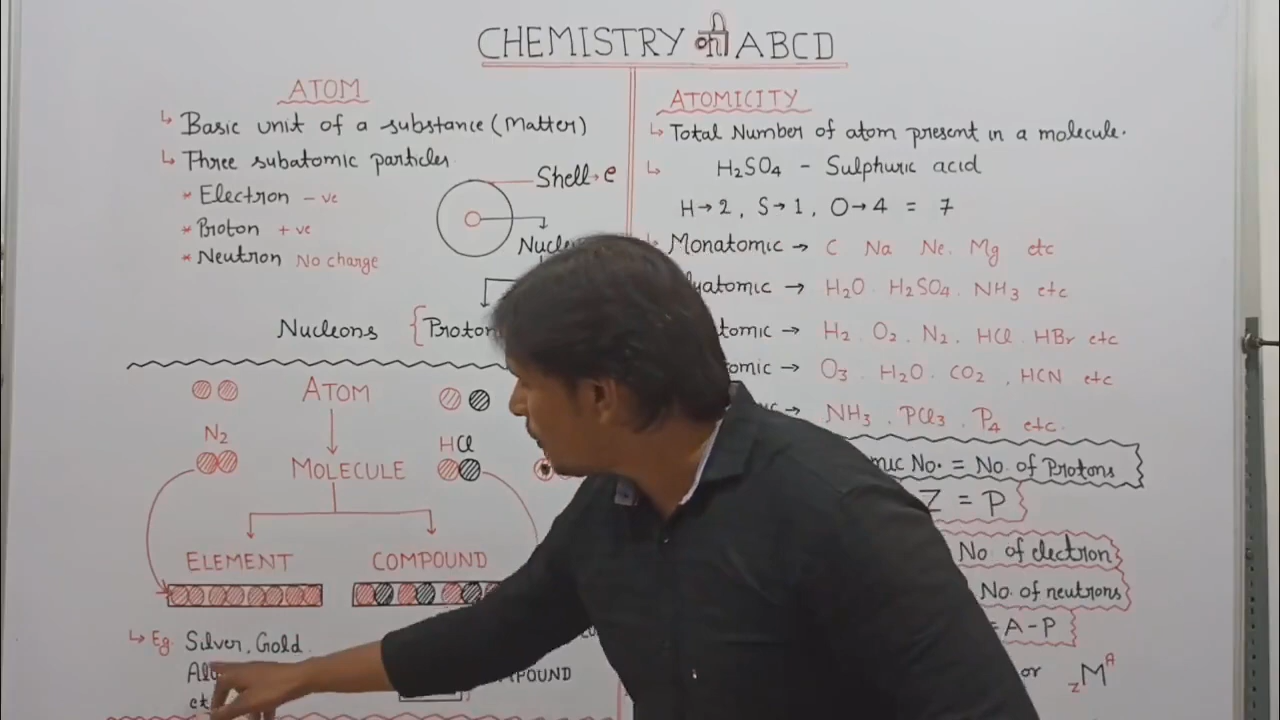 CHEMISTRY की ABCD
ATOM
↳ Basic unit of a substance (Matter)
↳ Three subatomic particles
* Electron - ve
* Proton + ve
* Neutron No charge
Shell → e
Nucleons
ATOM
N2
HCl
MOLECULE
ELEMENT
COMPOUND
↳ Eg. Silver, Gold
ATOMICITY
↳ Total Number of atom present in a molecule.
↳ H2SO4 - Sulphuric acid
H→2, S→1, O→4 = 7
Monatomic → C Na Ne. Mg etc
→ H2O. H2SO4. NH3 etc
→ H2. O2. N2. HCl. HBr etc
→ O3. H2O. CO2. HCN etc
→ NH3. PCl3. P4. etc.
No. = No. of Protons
Z = P
No. of electron
No. of neutrons
= A-P
or zM^A